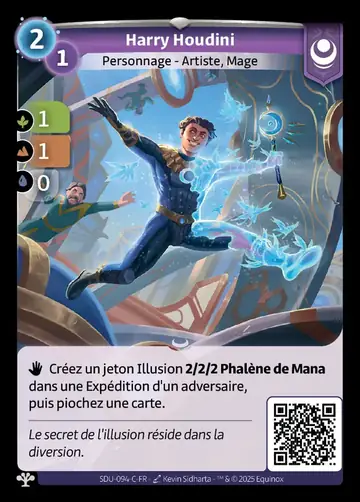 2
1
Harry Houdini
Personnage - Artiste, Mage
1
1
0
Créez un jeton Illusion 2/2/2 Phalène de Mana
dans une Expédition d'un adversaire,
puis piochez une carte.
Le secret de l'illusion réside dans la
diversion.
SDU-094-C-FR - Kevin Sidharta - ™ & © 2025 Equinox